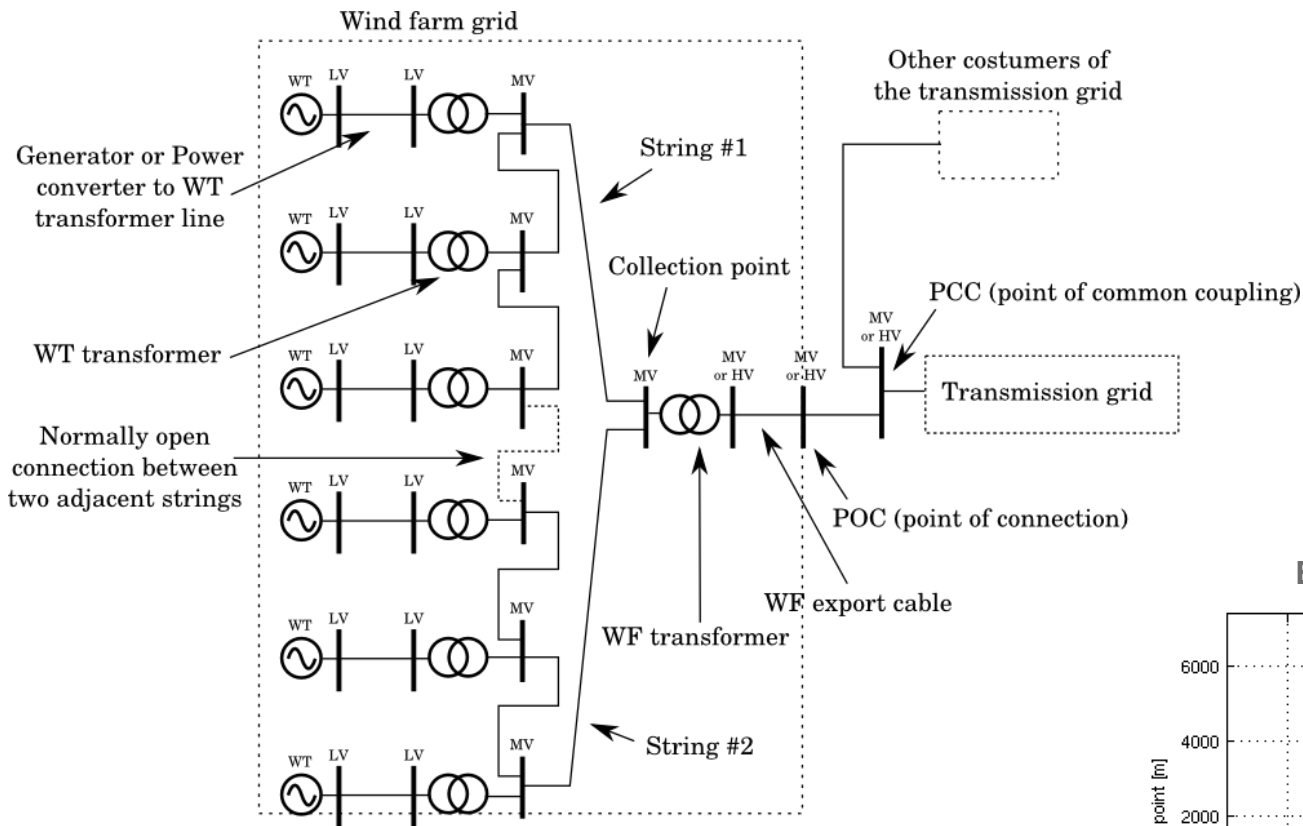 Wind farm grid
WT LV LV MV
Generator or Power
converter to WT
transformer line
WT LV LV MV
WT transformer
WT LV LV MV
Normally open
connection between
two adjacent strings
WT LV LV MV
WT LV LV MV
WT LV LV MV
String #1
Collection point
MV
MV
or HV
MV
or HV
WF transformer
WF export cable
POC (point of connection)
String #2
Other costumers of
the transmission grid
PCC (point of common coupling)
MV
or HV
Transmission grid
6000
4000
2000
point [m]